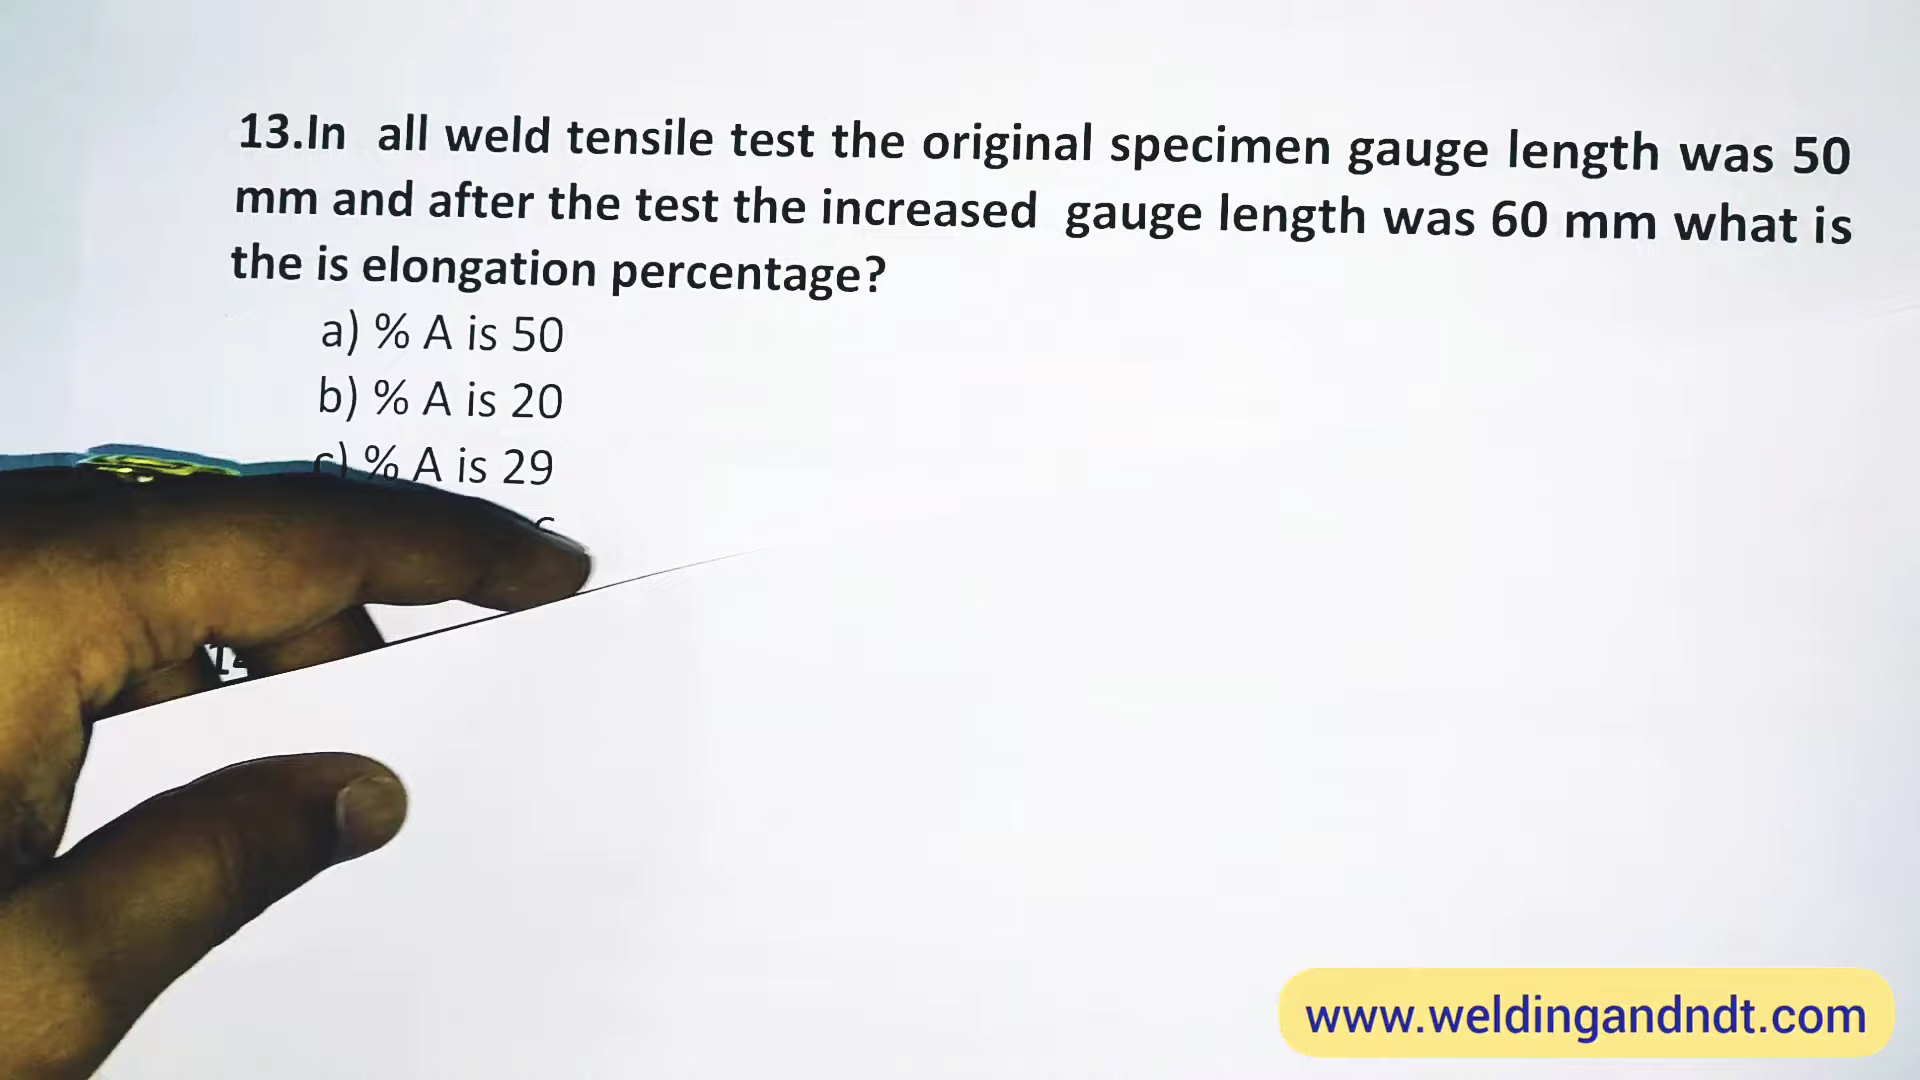 13.In all weld tensile test the original specimen gauge length was 50
mm and after the test the increased gauge length was 60 mm what is
the is elongation percentage?
a) % A is 50
b) % A is 20
c) % A is 29
www.weldingandndt.com